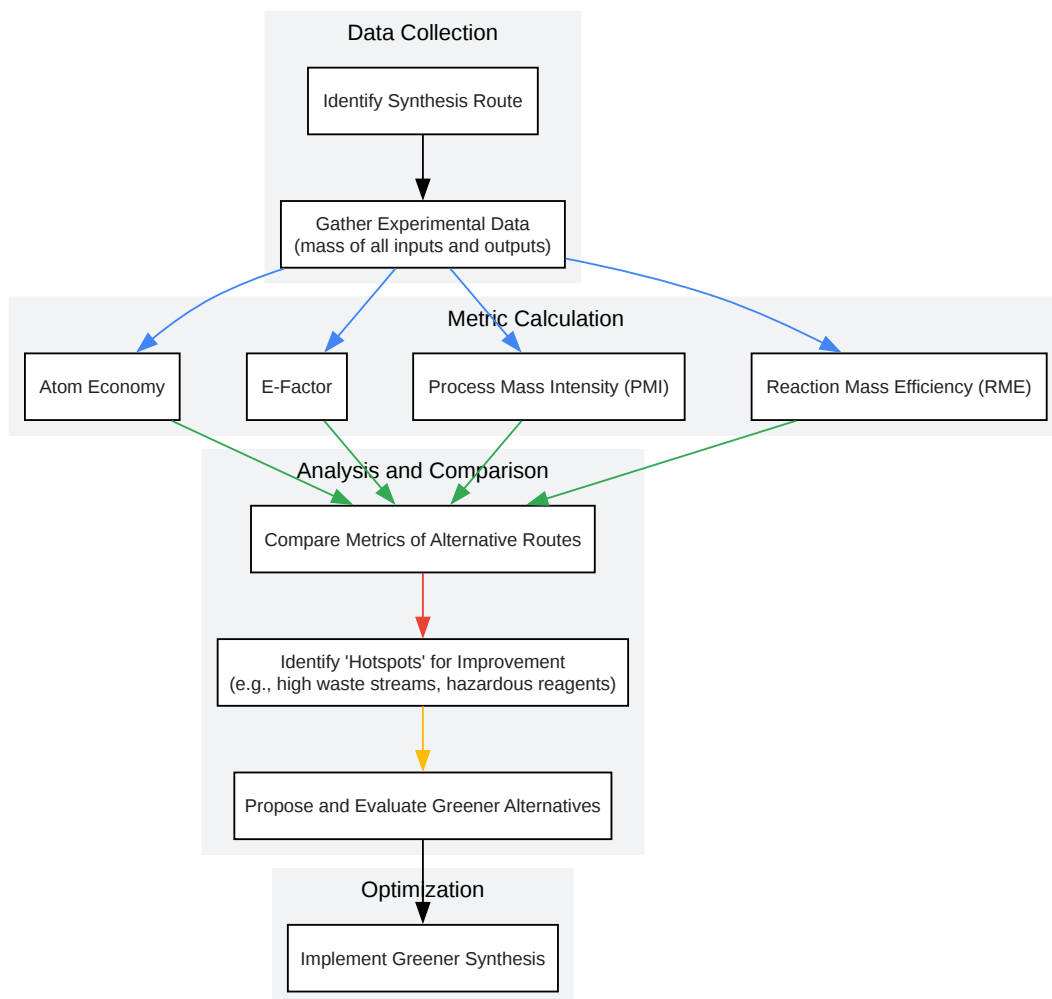 Data Collection
Identify Synthesis Route
Gather Experimental Data
(mass of all inputs and outputs)
Metric Calculation
Atom Economy
E-Factor
Process Mass Intensity (PMI)
Reaction Mass Efficiency (RME)
Analysis and Comparison
Compare Metrics of Alternative Routes
Identify 'Hotspots' for Improvement
(e.g., high waste streams, hazardous reagents)
Propose and Evaluate Greener Alternatives
Optimization
Implement Greener Synthesis